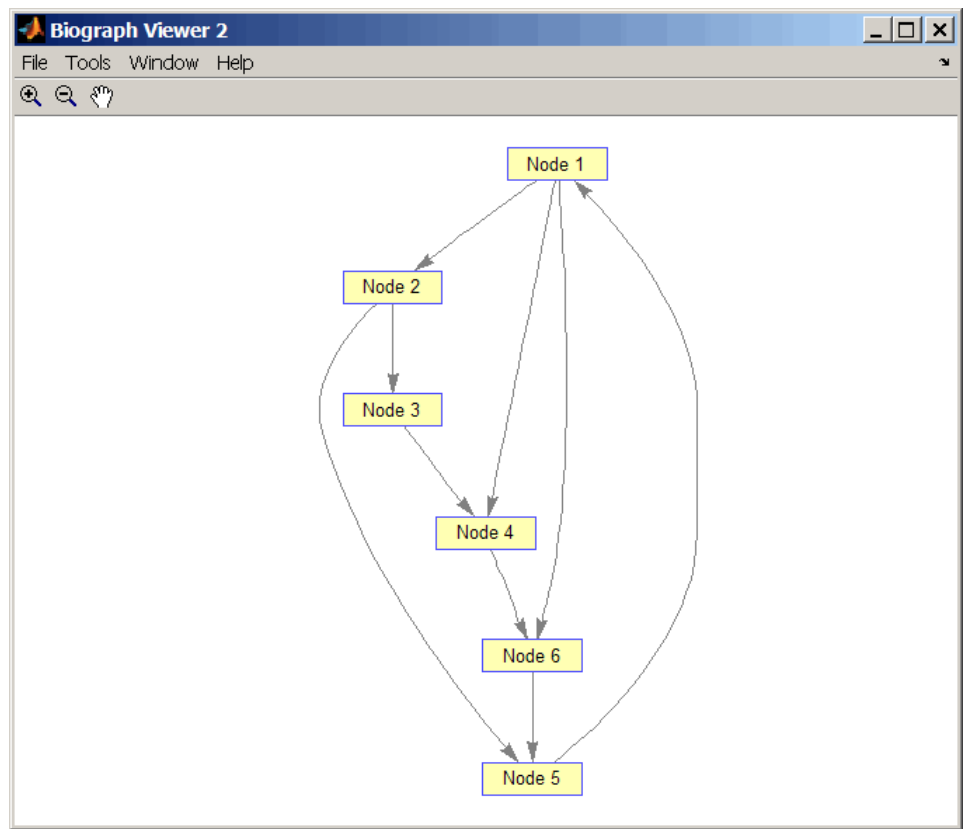 Biograph Viewer 2
File Tools Window Help
Node 1
Node 2
Node 3
Node 4
Node 6
Node 5